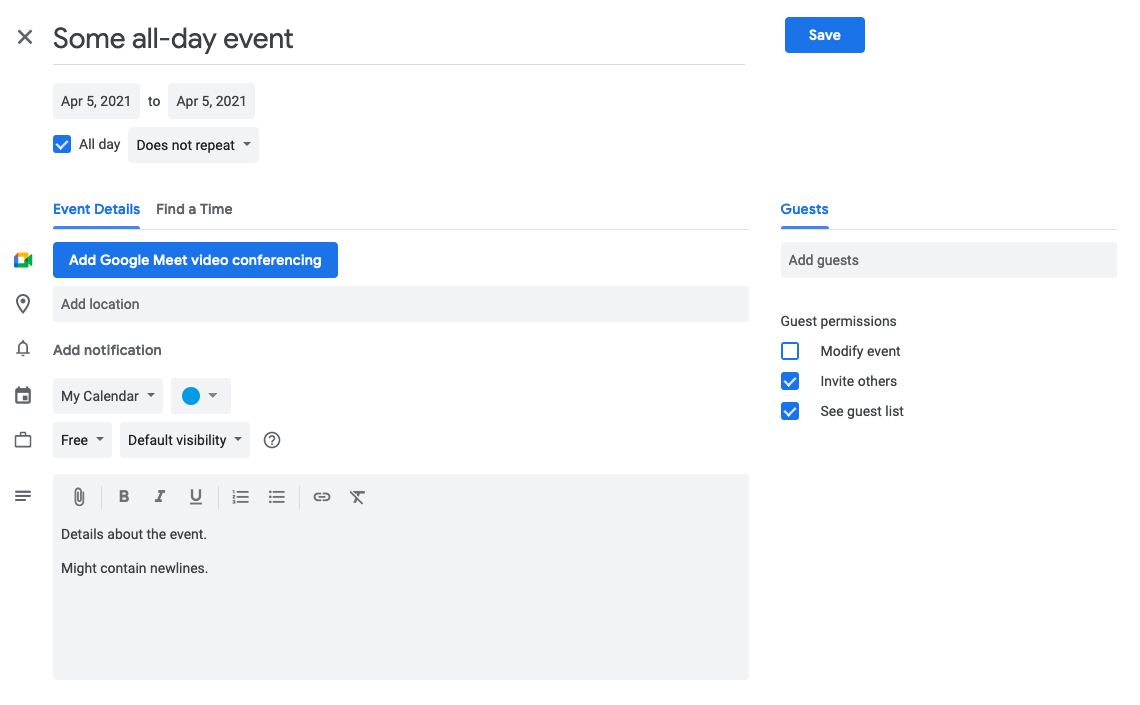 Some all-day event
Save
Apr 5, 2021 to Apr 5, 2021
All day Does not repeat
Event Details Find a Time
Add Google Meet video conferencing
Add location
Add notification
My Calendar
Free Default visibility
B I U
Details about the event.
Might contain newlines.
Guests
Add guests
Guest permissions
Modify event
Invite others
See guest list